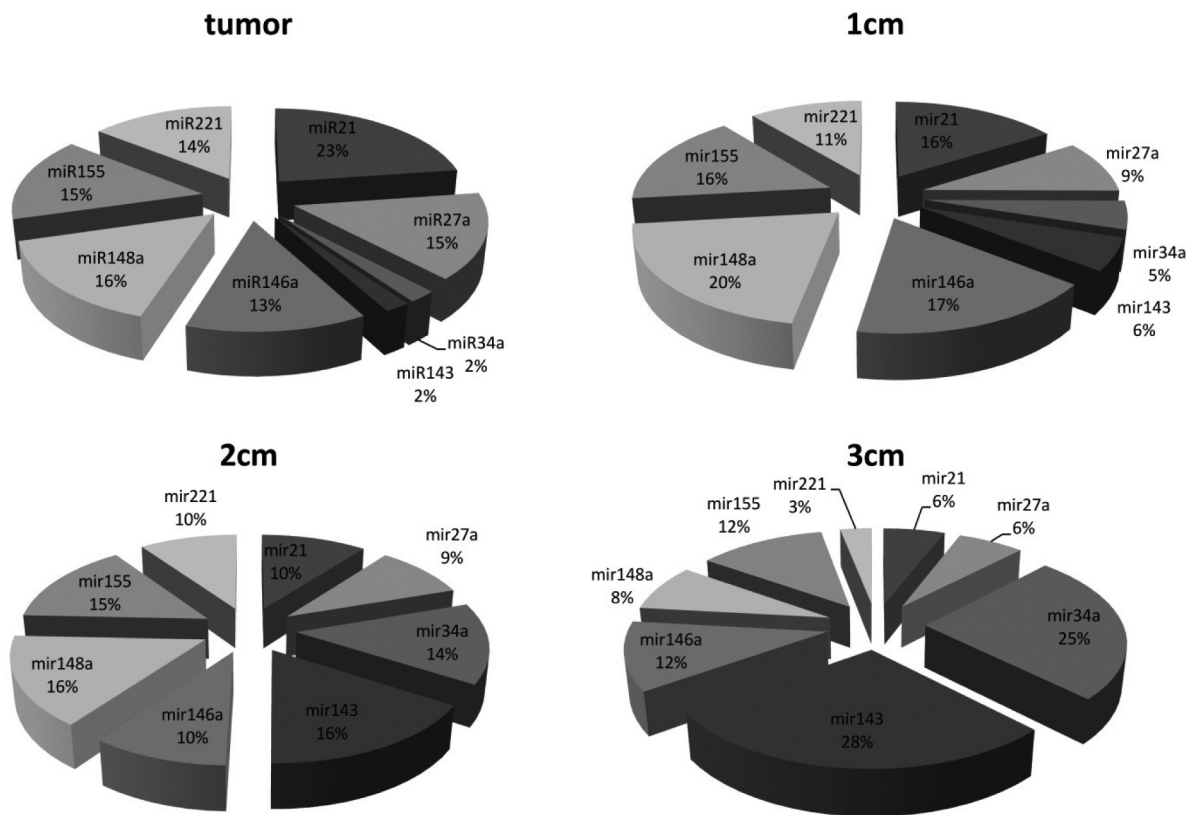 tumor
miR221
14%
miR21
23%
miR155
15%
miR27a
15%
miR148a
16%
miR146a
13%
miR34a
2%
miR143
2%
1cm
mir221
11%
mir21
16%
mir27a
9%
mir155
16%
mir34a
5%
mir148a
20%
mir146a
17%
mir143
6%
2cm
mir221
10%
mir21
10%
mir27a
9%
mir155
15%
mir34a
14%
mir148a
16%
mir146a
10%
mir143
16%
3cm
mir221
3%
mir21
6%
mir27a
6%
mir155
12%
mir148a
8%
mir34a
25%
mir146a
12%
mir143
28%